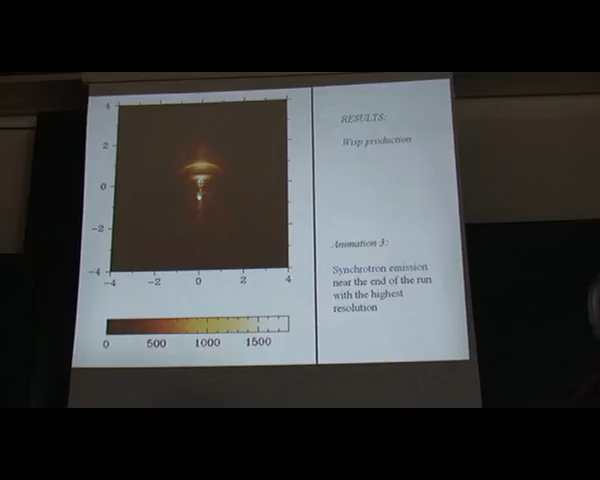 4
2
0
−2
−4
−4 −2 0 2 4
0 500 1000 1500
RESULTS:
Wisp production
Animation 3:
Synchrotron emission
near the end of the run
with the highest
resolution